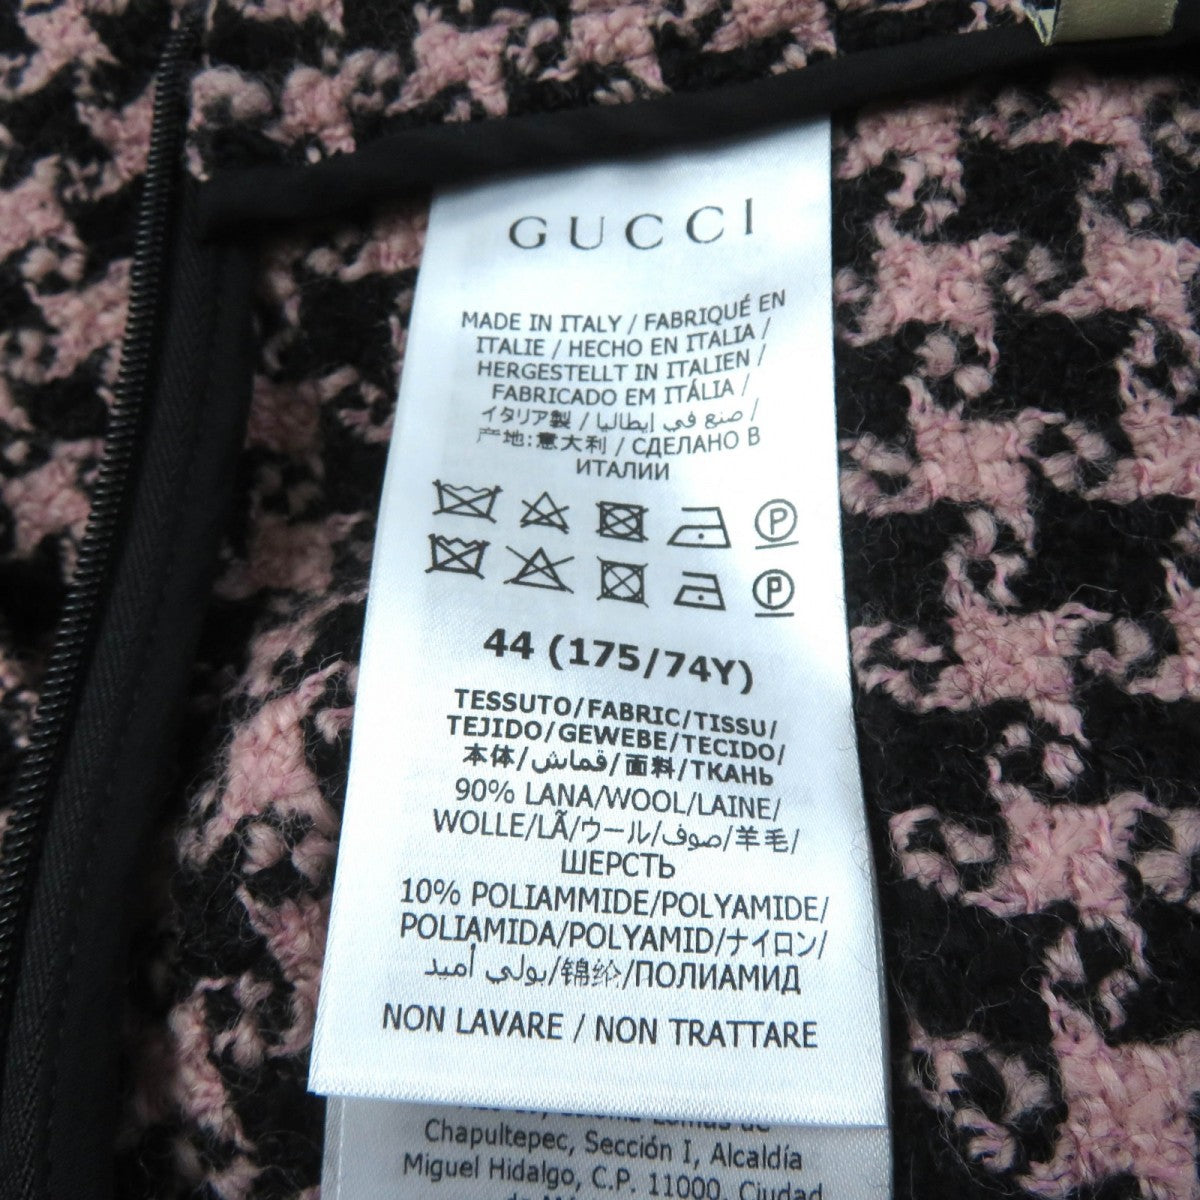 GUCCI
MADE IN ITALY / FABRIQUÉ EN
ITALIE / HECHO EN ITALIA /
HERGESTELLT IN ITALIEN /
FABRICADO EM ITÁLIA /
イタリア製 / صنع في إيطاليا /
产地:意大利 / СДЕЛАНО В
ИТАЛИИ
P
P
44 (175/74Y)
TESSUTO/FABRIC/TISSU/
TEJIDO/GEWEBE/TECIDO/
本体/قماش/面料/ТКАНЬ
90% LANA/WOOL/LAINE/
WOLLE/LÃ/ウール/صوف/羊毛/
ШЕРСТЬ
10% POLIAMMIDE/POLYAMIDE/
POLIAMIDA/POLYAMID/ナイロン/
بولي أميد/锦纶/ПОЛИАМИД
NON LAVARE / NON TRATTARE
Lomas de
Chapultepec, Sección I, Alcaldía
Miguel Hidalgo, C.P. 11000, Ciudad